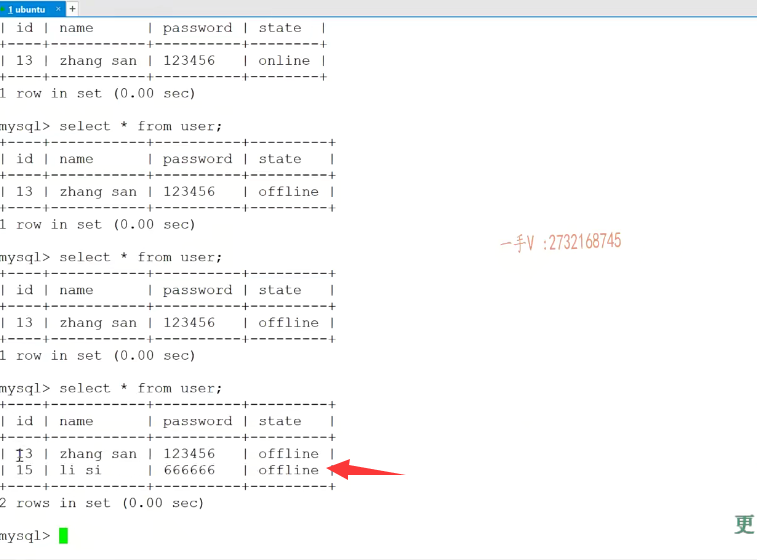 1 ubuntu × +
| id | name      | password | state  |
+----+-----------+----------+--------+
| 13 | zhang san | 123456   | online |
+----+-----------+----------+--------+
1 row in set (0.00 sec)
mysql> select * from user;
+----+-----------+----------+---------+
| id | name      | password | state   |
+----+-----------+----------+---------+
| 13 | zhang san | 123456   | offline |
+----+-----------+----------+---------+
1 row in set (0.00 sec)
mysql> select * from user;
+----+-----------+----------+---------+
| id | name      | password | state   |
+----+-----------+----------+---------+
| 13 | zhang san | 123456   | offline |
+----+-----------+----------+---------+
1 row in set (0.00 sec)
mysql> select * from user;
+----+-----------+----------+---------+
| id | name      | password | state   |
+----+-----------+----------+---------+
| 13 | zhang san | 123456   | offline |
| 15 | li si     | 666666   | offline |
+----+-----------+----------+---------+
2 rows in set (0.00 sec)
mysql>
一手V :2732168745
更